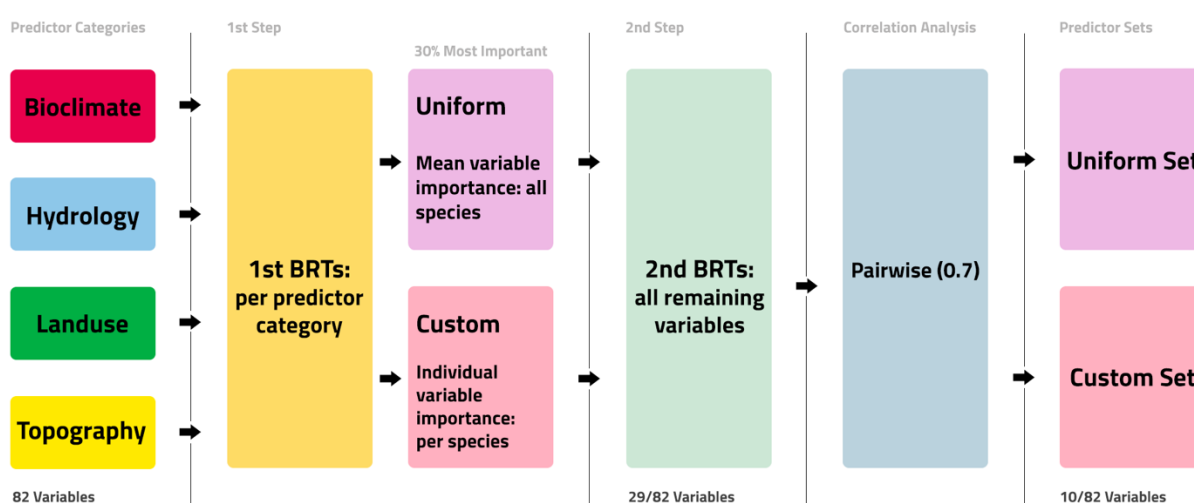 Predictor Categories
1st Step
30% Most Important
2nd Step
Correlation Analysis
Predictor Sets
Bioclimate
Hydrology
Landuse
Topography
82 Variables
1st BRTs:
per predictor
category
Uniform
Mean variable
importance: all
species
Custom
Individual
variable
importance:
per species
2nd BRTs:
all remaining
variables
29/82 Variables
Pairwise (0.7)
Uniform Set
Custom Set
10/82 Variables